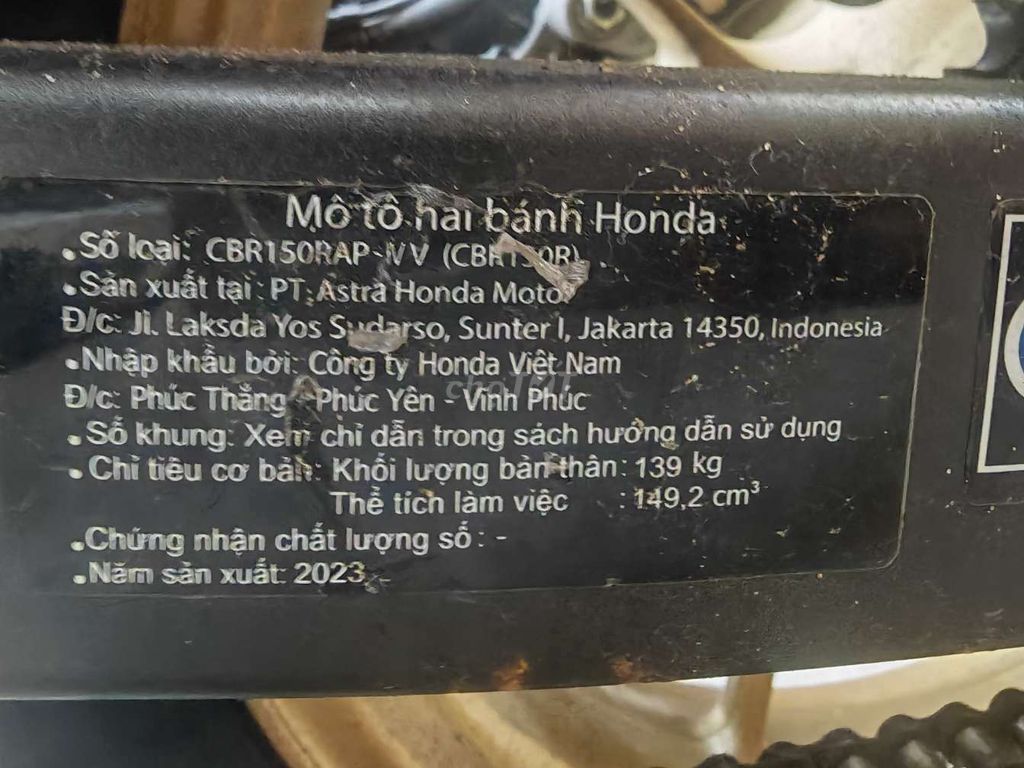 Mô tô hai bánh Honda
.Số loại: CBR150RAP-IVV (CBR150R)
.Sản xuất tại: PT. Astra Honda Motor
Đ/c: Jl. Laksda Yos Sudarso, Sunter I, Jakarta 14350, Indonesia
.Nhập khẩu bởi: Công ty Honda Việt Nam
Đ/c: Phúc Thắng - Phúc Yên - Vĩnh Phúc
.Số khung: Xem chỉ dẫn trong sách hướng dẫn sử dụng
.Chỉ tiêu cơ bản: Khối lượng bản thân: 139 kg
Thể tích làm việc : 149,2 cm³
.Chứng nhận chất lượng số: -
.Năm sản xuất: 2023
choTOT